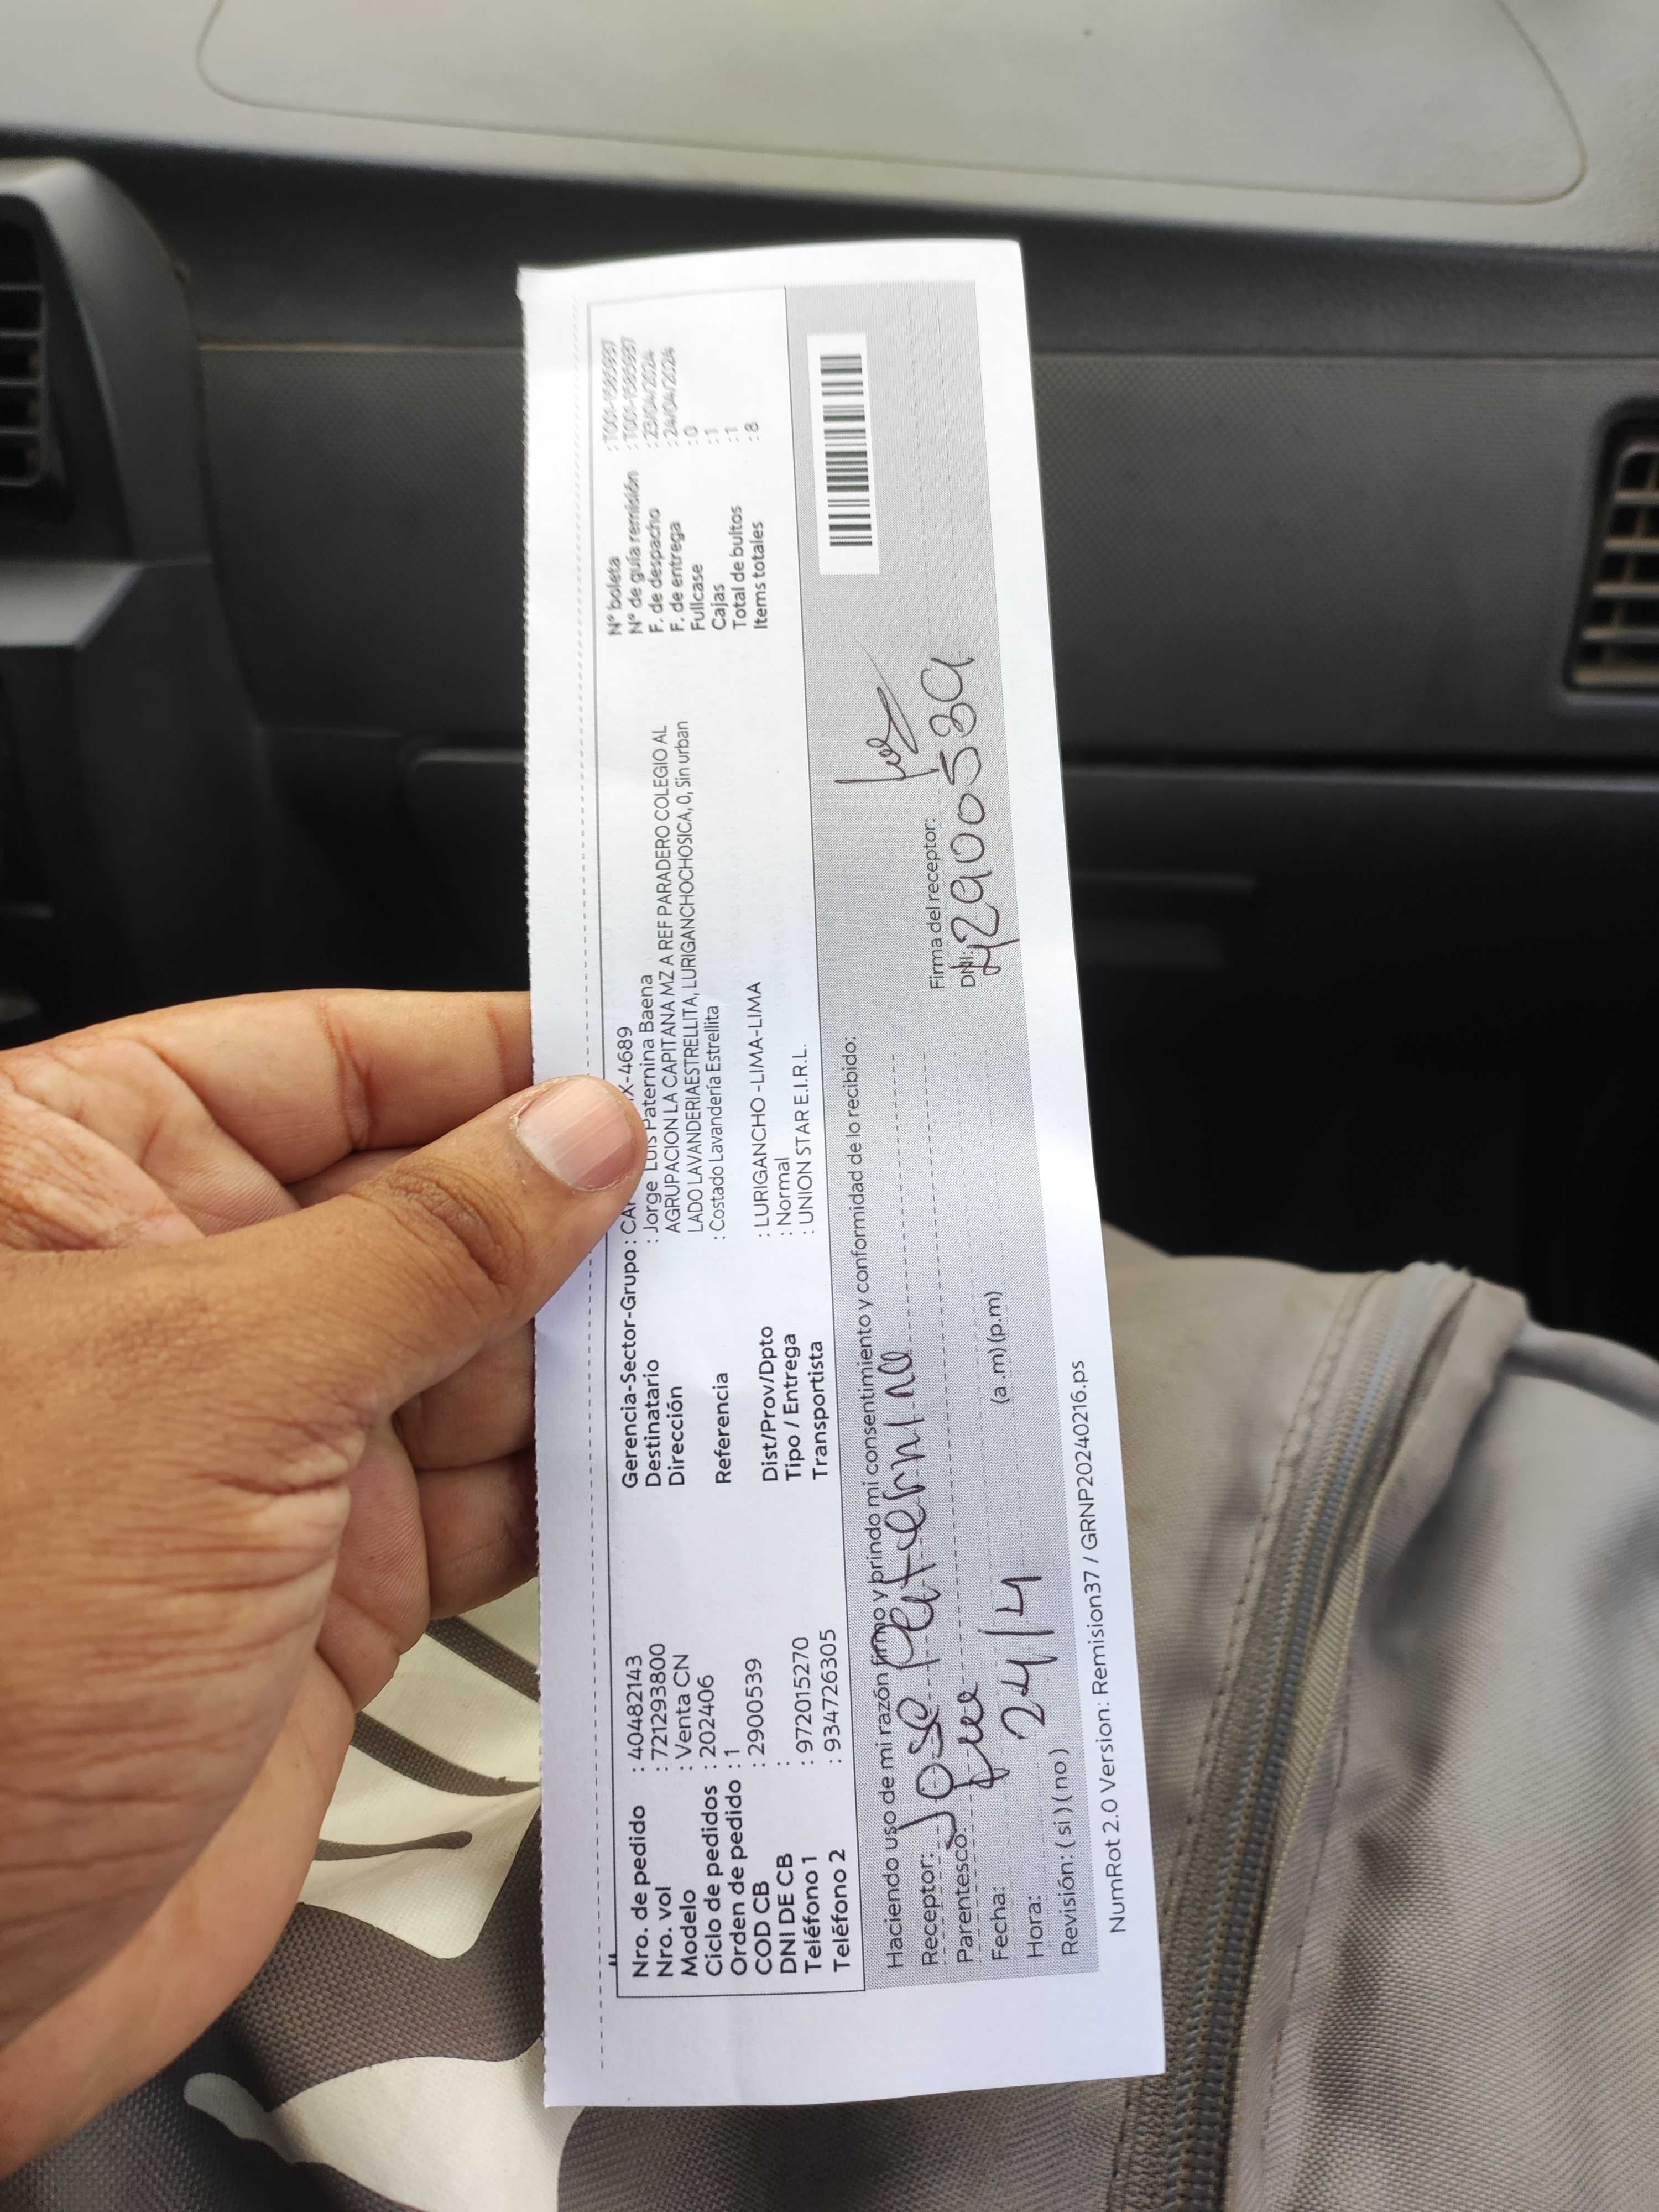 Nro. de pedido : 40482143
Nro. vol : 72129380​0
Modelo : Venta CN
Ciclo de pedidos : 202406
Orden de pedido : 1
COD CB : 2900539
DNI DE CB :
Teléfono 1 : 972015270
Teléfono 2 : 934726305
Gerencia-Sector-Grupo : -4689
Destinatario : Jorge Luis Paternina Baena
Dirección AGRUPACION LA CAPITANA MZ A REF PARADERO COLEGIO AL
LADO LAVANDERIAESTRELLITA, LURIGANCHOCHOSICA, 0, Sin urban
Referencia : Costado Lavandería Estrellita
Dist/Prov/Dpto : LURIGANCHO -LIMA-LIMA
Tipo / Entrega : Normal
Transportista : UNION STAR E.I.R.L.
N° boleta
N° de guía remisión
F. de despacho : 23/04/2024
F. de entrega : 24/04/2024
Fullcase : 0
Cajas : 1
Total de bultos : 1
Items totales : 8
Haciendo uso de mi razón firmo y prindo mi consentimiento y conformidad de lo recibido:
Receptor: Jose
Parentesco:
Fecha: 24/4
Hora: (a .m) (p.m)
Revisión: ( si ) ( no )
Firma del receptor:
DNI: 42900539
NumRot 2.0 Version: Remision37 / GRNP20240216.ps